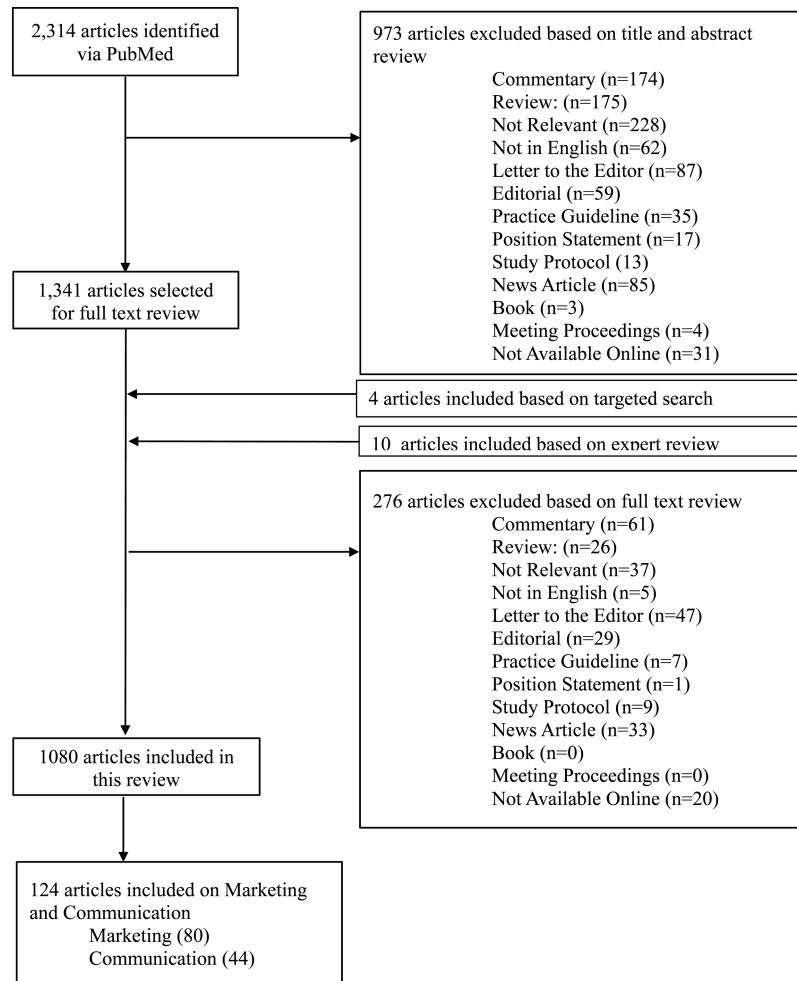 2,314 articles identified
via PubMed
973 articles excluded based on title and abstract
review
Commentary (n=174)
Review: (n=175)
Not Relevant (n=228)
Not in English (n=62)
Letter to the Editor (n=87)
Editorial (n=59)
Practice Guideline (n=35)
Position Statement (n=17)
Study Protocol (13)
News Article (n=85)
Book (n=3)
Meeting Proceedings (n=4)
Not Available Online (n=31)
1,341 articles selected
for full text review
4 articles included based on targeted search
10 articles included based on expert review
276 articles excluded based on full text review
Commentary (n=61)
Review: (n=26)
Not Relevant (n=37)
Not in English (n=5)
Letter to the Editor (n=47)
Editorial (n=29)
Practice Guideline (n=7)
Position Statement (n=1)
Study Protocol (n=9)
News Article (n=33)
Book (n=0)
Meeting Proceedings (n=0)
Not Available Online (n=20)
1080 articles included in
this review
124 articles included on Marketing
and Communication
Marketing (80)
Communication (44)